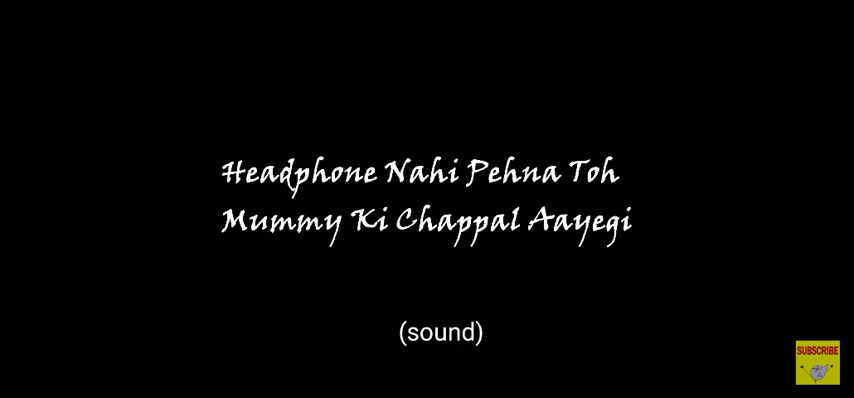 Headphone Nahi Pehna Toh
Mummy Ki Chappal Aayegi
(sound)
SUBSCRIBE